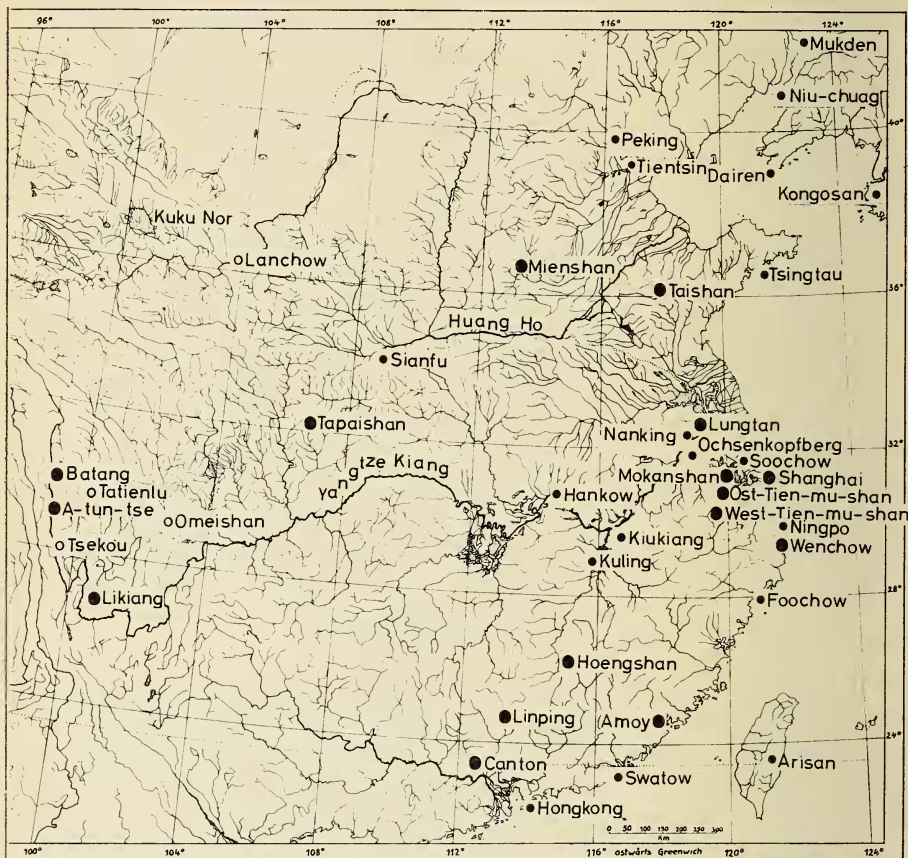 96° 100° 104° 108° 112° 116° 120° 124°
Mukden
Niu-chuag
40°
Peking
Tientsin
Dairen
Kongosan
Kuku Nor
Lanchow
Mienshan
Tsingtau
Taishan
36°
Huang Ho
Sianfu
Tapaishan
Lungtan
Nanking
32°
Ochsenkopfberg
Soochow
Batang
Yangtze Kiang
Mokanshan
Shanghai
Tatienlu
Hankow
Ost-Tien-mu-shan
A-tun-tse
West-Tien-mu-shan
Omeishan
Ningpo
Kiukiang
Tsekou
Wenchow
Kuling
Likiang
28°
Foochow
Hoengshan
Linping
Amoy
24°
Canton
Arisan
Swatow
Hongkong
0 50 100 150 200 250 300
Km
ostwärts Greenwich
100° 104° 108° 112° 116° 120° 124°